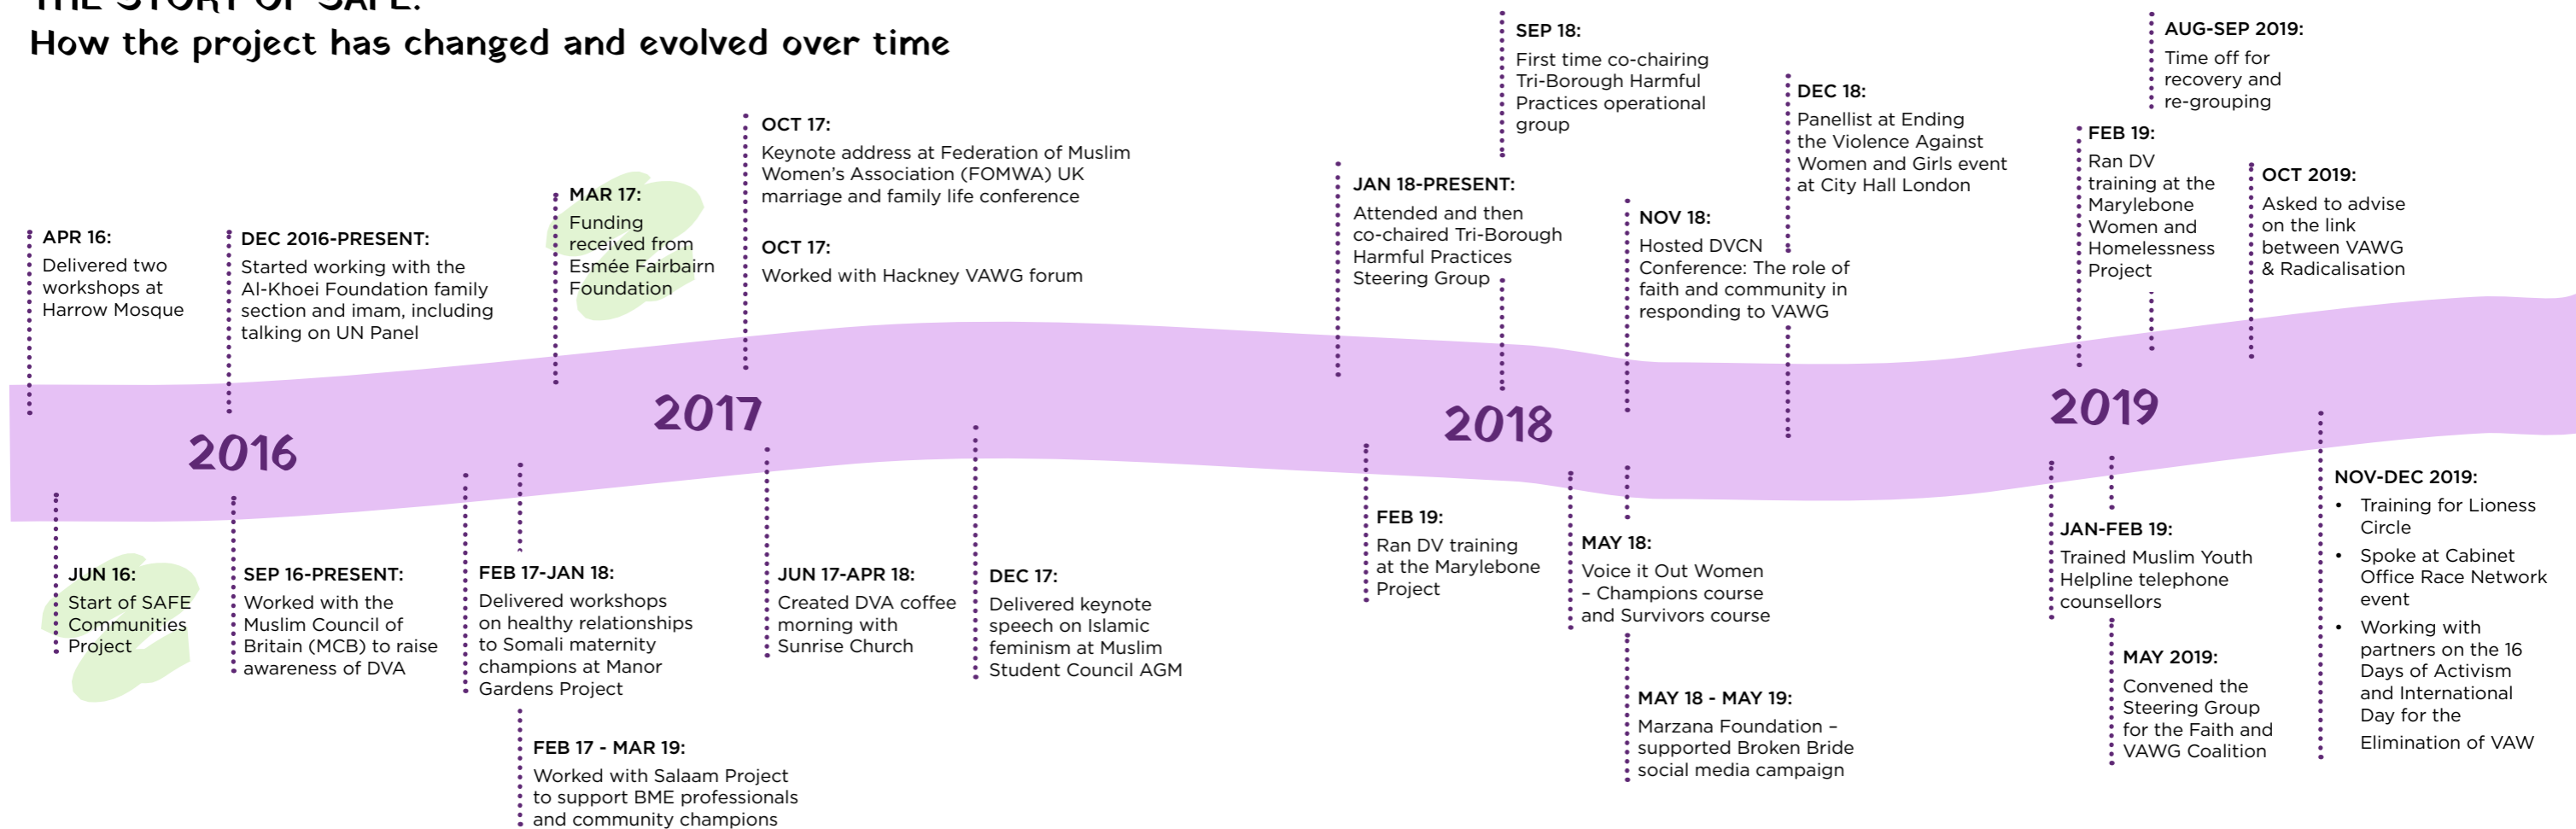 THE STORY OF SAFE:
How the project has changed and evolved over time
APR 16:
Delivered two
workshops at
Harrow Mosque
DEC 2016-PRESENT:
Started working with the
Al-Khoei Foundation family
section and imam, including
talking on UN Panel
MAR 17:
Funding
received from
Esmée Fairbairn
Foundation
OCT 17:
Keynote address at Federation of Muslim
Women’s Association (FOMWA) UK
marriage and family life conference
OCT 17:
Worked with Hackney VAWG forum
JAN 18-PRESENT:
Attended and then
co-chaired Tri-Borough
Harmful Practices
Steering Group
SEP 18:
First time co-chairing
Tri-Borough Harmful
Practices operational
group
NOV 18:
Hosted DVCN
Conference: The role of
faith and community in
responding to VAWG
DEC 18:
Panellist at Ending
the Violence Against
Women and Girls event
at City Hall London
FEB 19:
Ran DV
training at the
Marylebone
Women and
Homelessness
Project
AUG-SEP 2019:
Time off for
recovery and
re-grouping
OCT 2019:
Asked to advise
on the link
between VAWG
& Radicalisation
2016
2017
2018
2019
JUN 16:
Start of SAFE
Communities
Project
SEP 16-PRESENT:
Worked with the
Muslim Council of
Britain (MCB) to raise
awareness of DVA
FEB 17-JAN 18:
Delivered workshops
on healthy relationships
to Somali maternity
champions at Manor
Gardens Project
FEB 17 - MAR 19:
Worked with Salaam Project
to support BME professionals
and community champions
JUN 17-APR 18:
Created DVA coffee
morning with
Sunrise Church
DEC 17:
Delivered keynote
speech on Islamic
feminism at Muslim
Student Council AGM
FEB 19:
Ran DV training
at the Marylebone
Project
MAY 18:
Voice it Out Women
– Champions course
and Survivors course
MAY 18 - MAY 19:
Marzana Foundation –
supported Broken Bride
social media campaign
JAN-FEB 19:
Trained Muslim Youth
Helpline telephone
counsellors
MAY 2019:
Convened the
Steering Group
for the Faith and
VAWG Coalition
NOV-DEC 2019:
• Training for Lioness
Circle
• Spoke at Cabinet
Office Race Network
event
• Working with
partners on the 16
Days of Activism
and International
Day for the
Elimination of VAW